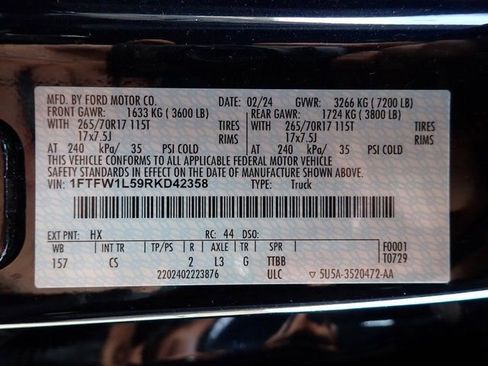 MFD. BY FORD MOTOR CO. 02/24 GVWR: 3266 KG ( 7200 LB)
FRONT GAWR: 1633 KG ( 3600 LB) REAR GAWR: 1724 KG ( 3800 LB)
WITH 265/70R17 115T TIRES WITH 265/70R17 115T TIRES
17x7.5J RIMS 17x7.5J RIMS
AT 240 kPa/ 35 PSI COLD AT 240 kPa/ 35 PSI COLD
THIS VEHICLE CONFORMS TO ALL APPLICABLE FEDERAL MOTOR VEHICLE
SAFETY STANDARDS IN EFFECT ON THE DATE OF MANUFACTURE SHOWN ABOVE.
VIN: 1FTFW1L59RKD42358 TYPE: Truck
EXT PNT: HX RC: 44 DSO:
WB INT TR TP/PS R AXLE TR SPR F0001
157 CS 2 L3 G TTBB T0729
2202402223876 ULC 5U5A-3520472-AA